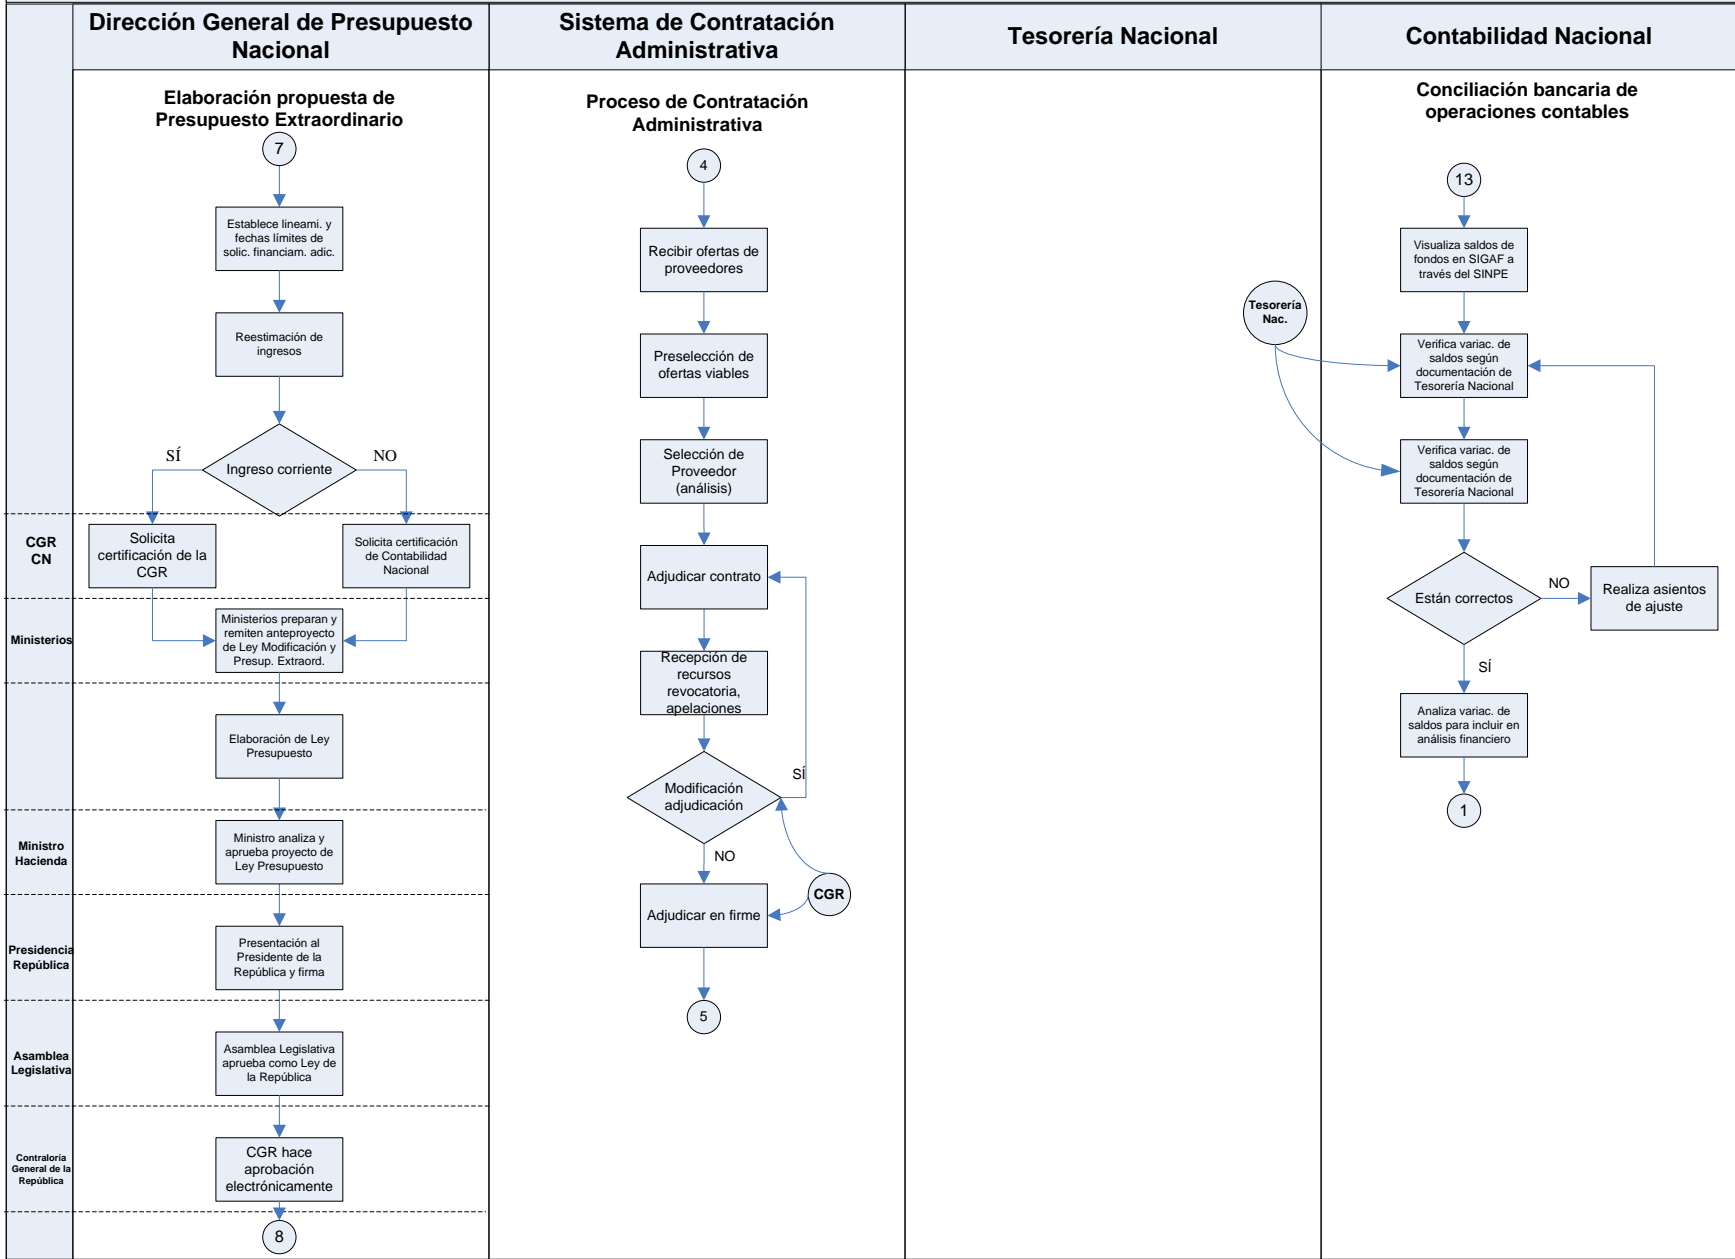 Dirección General de Presupuesto
Nacional
Sistema de Contratación
Administrativa
Tesorería Nacional
Contabilidad Nacional
Elaboración propuesta de
Presupuesto Extraordinario
7
Establece lineami. y
fechas límites de
solic. financiam. adic.
Reestimación de
ingresos
Ingreso corriente
SÍ
NO
CGR
CN
Solicita
certificación de la
CGR
Solicita certificación
de Contabilidad
Nacional
Ministerios
Ministerios preparan y
remiten anteproyecto
de Ley Modificación y
Presup. Extraord.
Elaboración de Ley
Presupuesto
Ministro
Hacienda
Ministro analiza y
aprueba proyecto de
Ley Presupuesto
Presidencia
República
Presentación al
Presidente de la
República y firma
Asamblea
Legislativa
Asamblea Legislativa
aprueba como Ley de
la República
Contraloría
General de la
República
CGR hace
aprobación
electrónicamente
8
Proceso de Contratación
Administrativa
4
Recibir ofertas de
proveedores
Preselección de
ofertas viables
Selección de
Proveedor
(análisis)
Adjudicar contrato
Recepción de
recursos
revocatoria,
apelaciones
Modificación
adjudicación
SÍ
NO
CGR
Adjudicar en firme
5
Conciliación bancaria de
operaciones contables
13
Visualiza saldos de
fondos en SIGAF a
través del SINPE
Tesorería
Nac.
Verifica variac. de
saldos según
documentación de
Tesorería Nacional
Verifica variac. de
saldos según
documentación de
Tesorería Nacional
Están correctos
NO
Realiza asientos
de ajuste
SÍ
Analiza variac. de
saldos para incluir en
análisis financiero
1